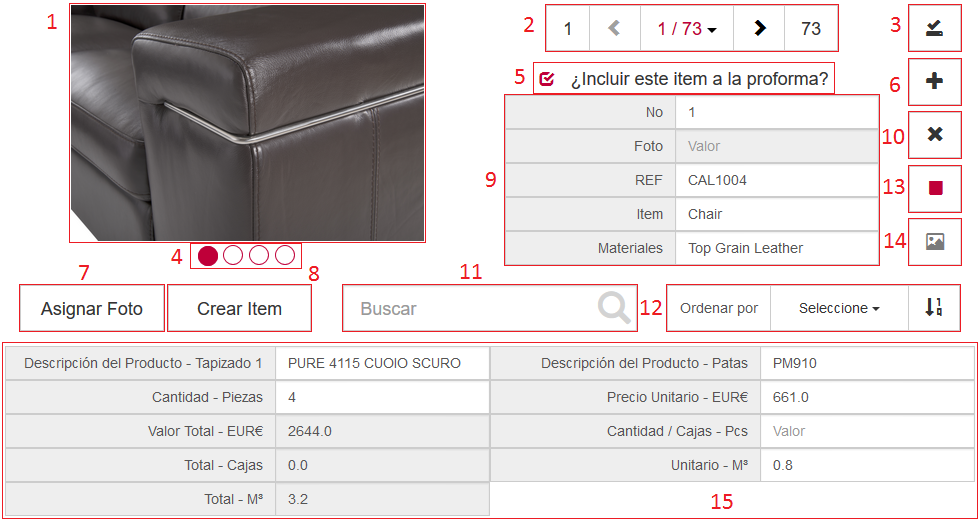 1
2 1 1 / 73 73 3
5 ¿Incluir este item a la proforma?
6
No 1
Foto Valor
10
9 REF CAL1004
13
Item Chair
4 Materiales Top Grain Leather 14
7 8 11
Asignar Foto Crear Item Buscar 12 Ordenar por Seleccione
Descripción del Producto - Tapizado 1 PURE 4115 CUOIO SCURO Descripción del Producto - Patas PM910
Cantidad - Piezas 4 Precio Unitario - EUR€ 661.0
Valor Total - EUR€ 2644.0 Cantidad / Cajas - Pcs Valor
Total - Cajas 0.0 Unitario - M³ 0.8
Total - M³ 3.2 15